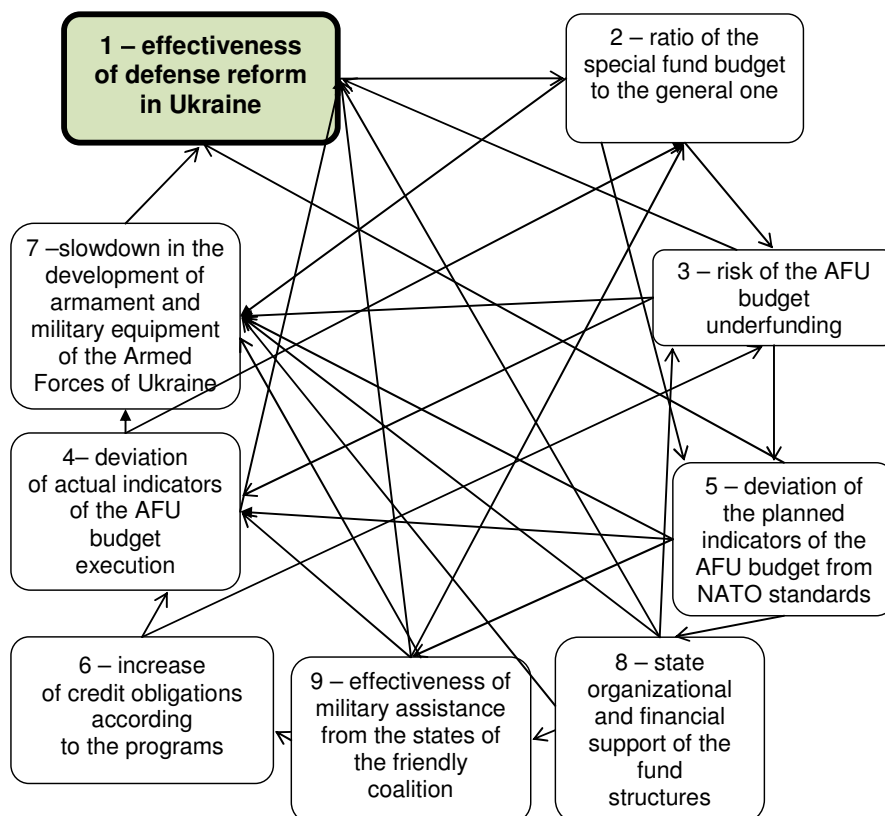 1 – effectiveness
of defense reform
in Ukraine
2 – ratio of the
special fund budget
to the general one
7 –slowdown in the
development of
armament and
military equipment
of the Armed
Forces of Ukraine
3 – risk of the AFU
budget
underfunding
4– deviation
of actual indicators
of the AFU
budget
execution
5 – deviation of
the planned
indicators of the
AFU budget from
NATO standards
6 – increase
of credit obligations
according
to the programs
9 – effectiveness of
military assistance
from the states of
the friendly
coalition
8 – state
organizational
and financial
support of the
fund
structures